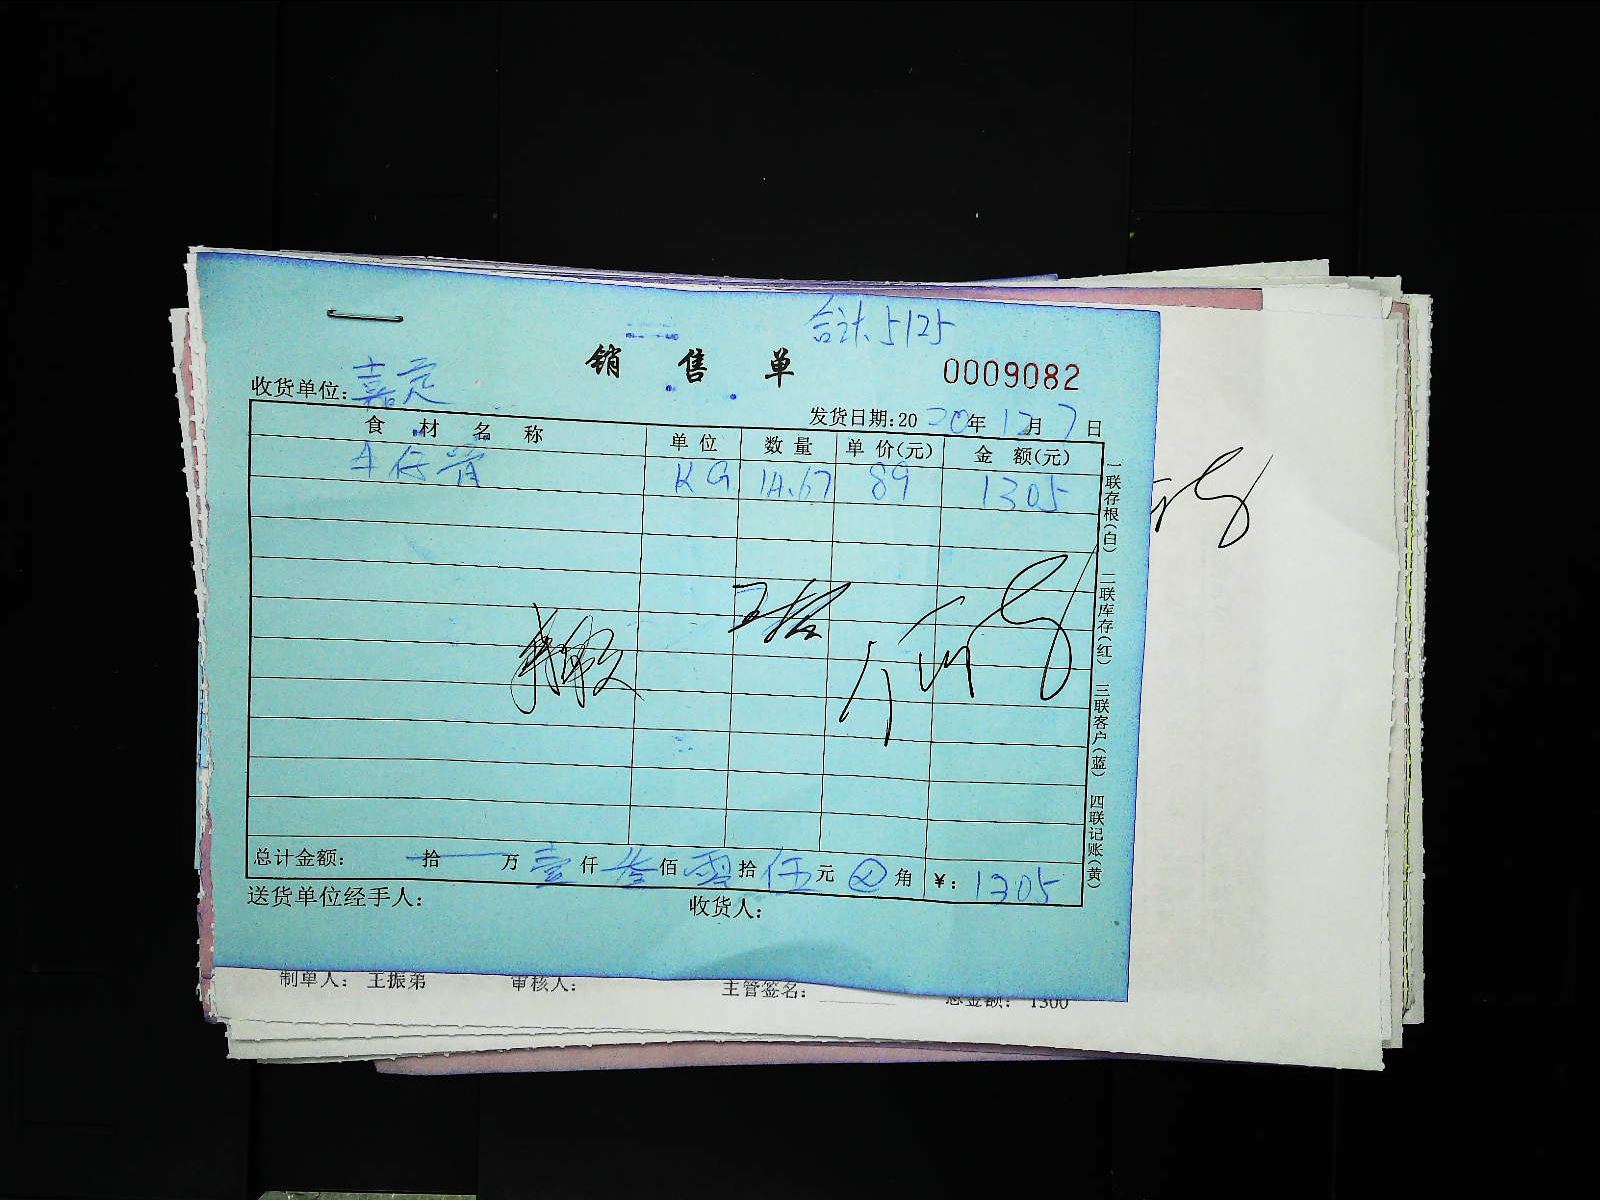 合计:5125
销售单
0009082
收货单位:嘉定
发货日期:2020年12月7日
食材名称 单位 数量 单价(元) 金额(元)
牛仔骨 KG 14.67 89 1305
一联存根(白) 二联库存(红) 三联客户(蓝) 四联记账(黄)
总计金额: 拾 万 壹仟叁佰零拾伍元 角 ¥:1305
送货单位经手人: 收货人:
制单人: 王振弟 审核人: 主管签名: 总金额: 1300